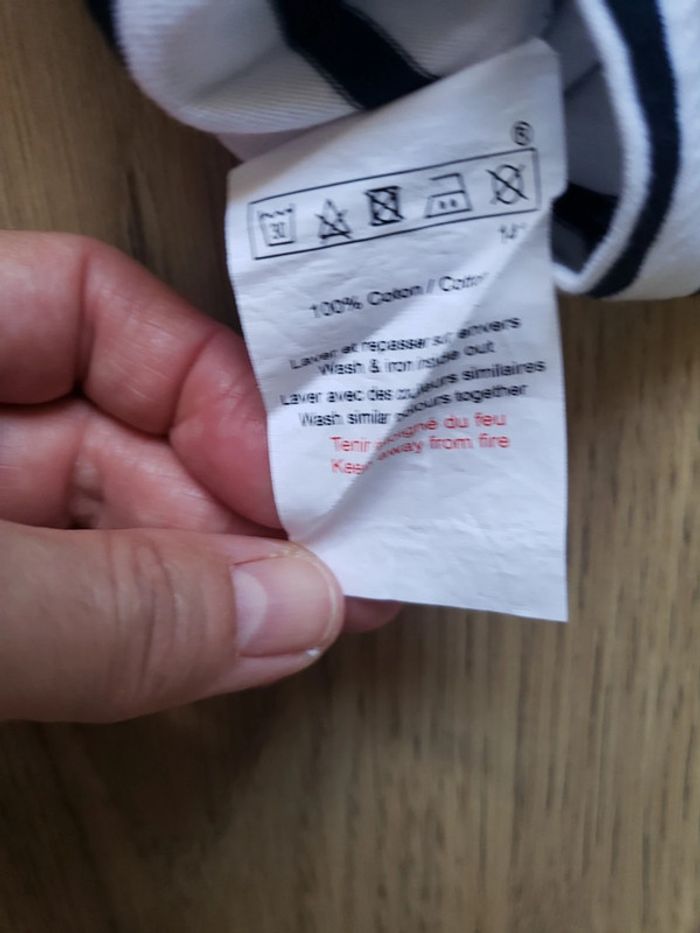 ®
30
100% Coton / Cotton
Laver et repasser sur envers
Wash & iron inside out
Laver avec des couleurs similaires
Wash similar colours together
Tenir éloigné du feu
Keep away from fire